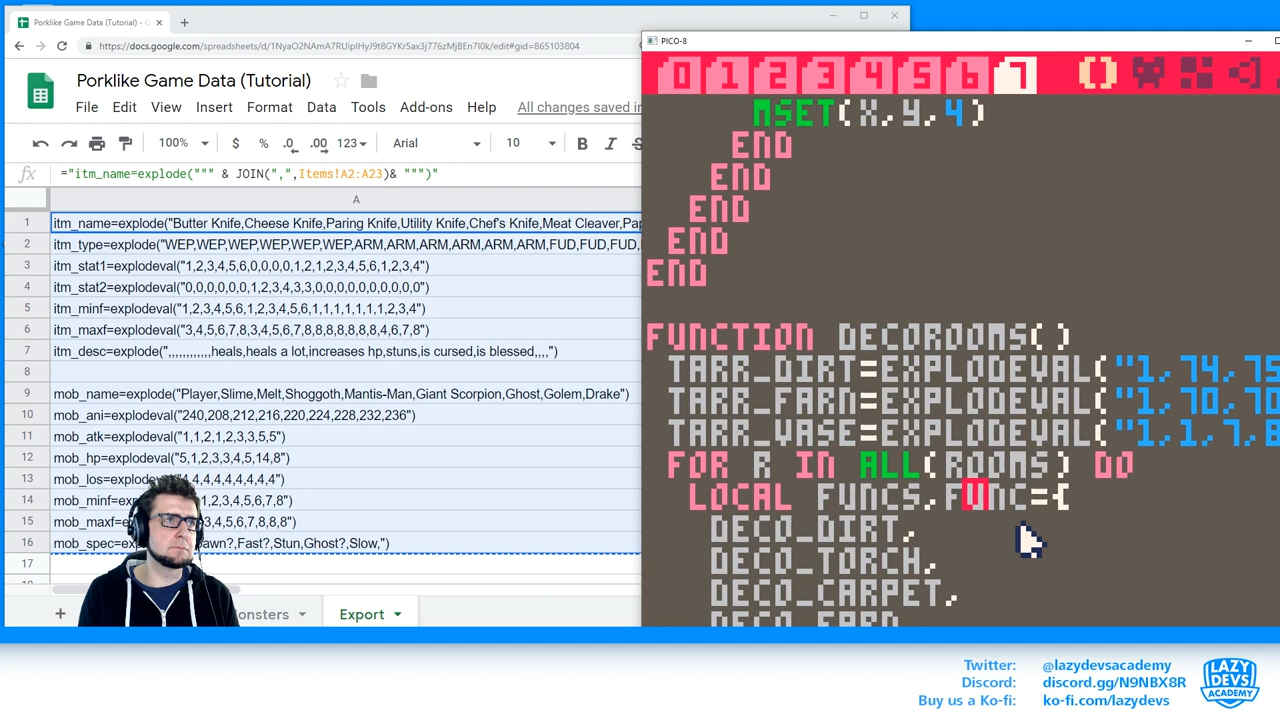 Porklike Game Data (Tutorial) - G
https://docs.google.com/spreadsheets/d/1NyaO2NAmA7RUipIHyJ9t8GYKr5ax3j776zMjBEn7I0k/edit#gid=865103804
Porklike Game Data (Tutorial)
File Edit View Insert Format Data Tools Add-ons Help All changes saved in
100% $ % .0 .00 123 Arial 10 B I S
fx ="itm_name=explode(""" & JOIN(",",Items!A2:A23)& """)"
A
1 itm_name=explode("Butter Knife,Cheese Knife,Paring Knife,Utility Knife,Chef's Knife,Meat Cleaver,Pap
2 itm_type=explode("WEP,WEP,WEP,WEP,WEP,WEP,ARM,ARM,ARM,ARM,ARM,ARM,FUD,FUD,FUD,
3 itm_stat1=explodeval("1,2,3,4,5,6,0,0,0,0,1,2,1,2,3,4,5,6,1,2,3,4")
4 itm_stat2=explodeval("0,0,0,0,0,0,1,2,3,4,3,3,0,0,0,0,0,0,0,0,0,0")
5 itm_minf=explodeval("1,2,3,4,5,6,1,2,3,4,5,6,1,1,1,1,1,1,1,2,3,4")
6 itm_maxf=explodeval("3,4,5,6,7,8,3,4,5,6,7,8,8,8,8,8,8,8,4,6,7,8")
7 itm_desc=explode(",,,,,,,,,,,,heals,heals a lot,increases hp,stuns,is cursed,is blessed,,,,")
8
9 mob_name=explode("Player,Slime,Melt,Shoggoth,Mantis-Man,Giant Scorpion,Ghost,Golem,Drake")
10 mob_ani=explodeval("240,208,212,216,220,224,228,232,236")
11 mob_atk=explodeval("1,1,2,1,2,3,3,5,5")
12 mob_hp=explodeval("5,1,2,3,3,4,5,14,8")
13 mob_los=explodeval("4,4,4,4,4,4,4,4,4")
14 mob_minf=exp 1,2,3,4,5,6,7,8")
15 mob_maxf=e 3,4,5,6,7,8,8,8")
16 mob_spec=exp awn?,Fast?,Stun,Ghost?,Slow,")
17
+ onsters Export
PICO-8
0 1 2 3 4 5 6 7 ()
MSET(X,Y,4)
END
END
END
END
END
FUNCTION DECOROOMS()
TARR_DIRT=EXPLODEVAL("1,74,75
TARR_FARN=EXPLODEVAL("1,70,70
TARR_VASE=EXPLODEVAL("1,1,7,8
FOR R IN ALL(ROOMS) DO
LOCAL FUNCS,FUNC={
DECO_DIRT,
DECO_TORCH,
DECO_CARPET,
DECO_FARN
Twitter: @lazydevsacademy
Discord: discord.gg/N9NBX8R
Buy us a Ko-fi: ko-fi.com/lazydevs
LAZY
DEVS
ACADEMY